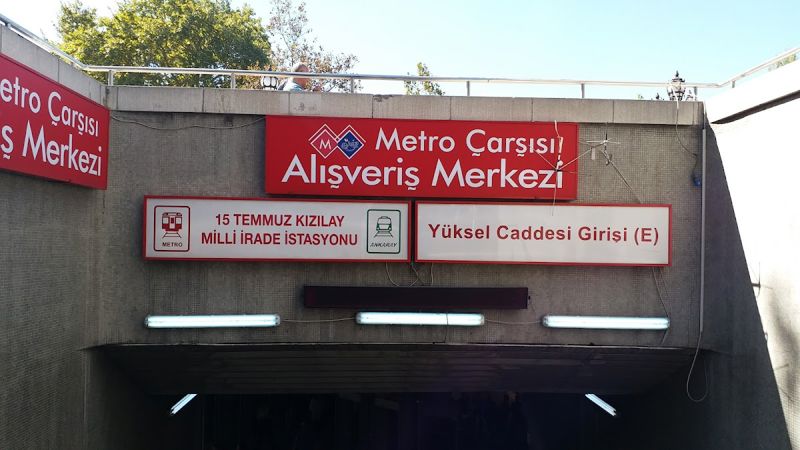 etro Çarşısı
ş Merkezi
M
Metro Çarşısı
Alışveriş Merkezi
METRO
15 TEMMUZ KIZILAY
MİLLİ İRADE İSTASYONU
ANKARAY
Yüksel Caddesi Girişi (E)